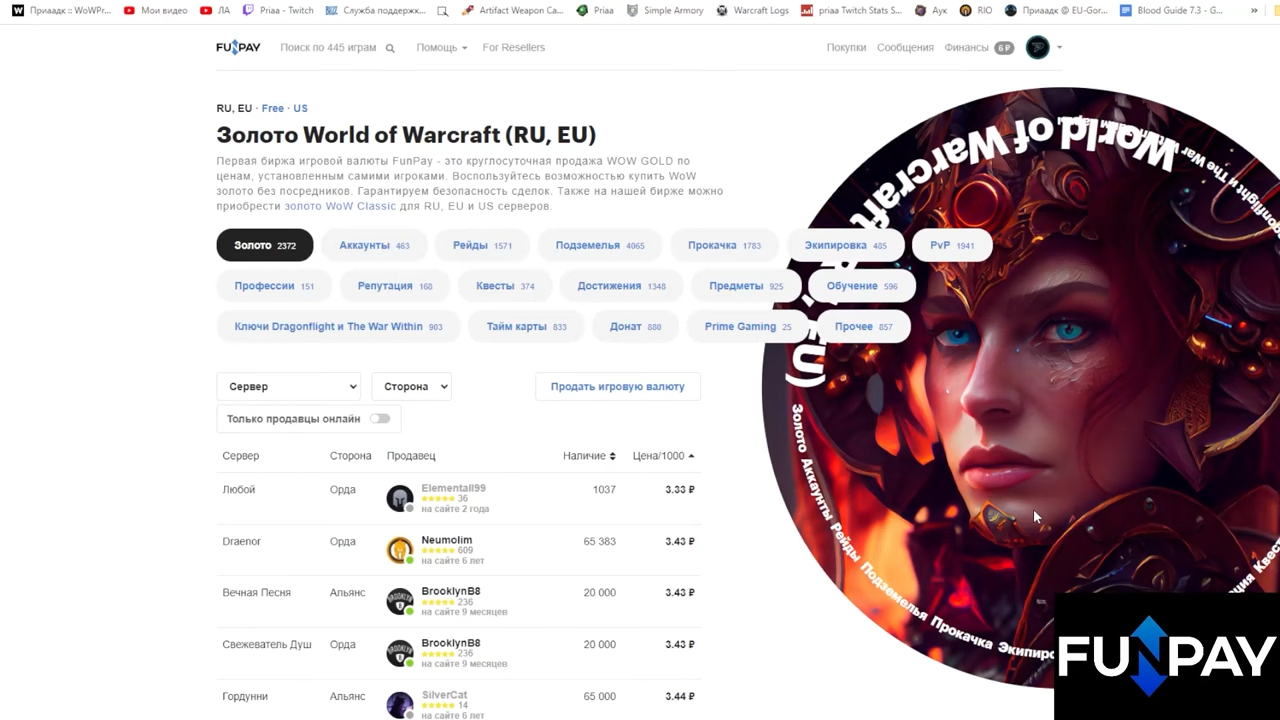 Приаадк :: WoWPr...
Мои видео
ЛА
Priaa - Twitch
Служба поддержк...
Artifact Weapon Ca...
Priaa
Simple Armory
Warcraft Logs
priaa Twitch Stats S...
Аук
RIO
Приаадк @ EU-Gor...
Blood Guide 7.3 - G...
»
FUNPAY
Поиск по 445 играм
Помощь
For Resellers
Покупки
Сообщения
Финансы 6 ₽
RU, EU · Free · US
Золото World of Warcraft (RU, EU)
Первая биржа игровой валюты FunPay - это круглосуточная продажа WOW GOLD по
ценам, установленным самими игроками. Воспользуйтесь возможностью купить WoW
золото без посредников. Гарантируем безопасность сделок. Также на нашей бирже можно
приобрести золото WoW Classic для RU, EU и US серверов.
Золото 2372
Аккаунты 463
Рейды 1571
Подземелья 4065
Прокачка 1783
Экипировка 485
PvP 1941
Профессии 151
Репутация 168
Квесты 374
Достижения 1348
Предметы 925
Обучение 596
Ключи Dragonflight и The War Within 903
Тайм карты 833
Донат 880
Prime Gaming 25
Прочее 857
Сервер
Сторона
Продать игровую валюту
Только продавцы онлайн
Сервер Сторона Продавец Наличие Цена/1000
Любой Орда Elementall99 1037 3.33 ₽
36
на сайте 2 года
Draenor Орда Neumolim 65 383 3.43 ₽
609
на сайте 6 лет
Вечная Песня Альянс BrooklynB8 20 000 3.43 ₽
236
на сайте 9 месяцев
Свежеватель Душ Орда BrooklynB8 20 000 3.43 ₽
236
на сайте 9 месяцев
Гордунни Альянс SilverCat 65 000 3.44 ₽
14
на сайте 6 лет
World of Warcraft
EU)
Золото Аккаунты Рейды Подземелья Прокачка Экипиро
FUNPAY